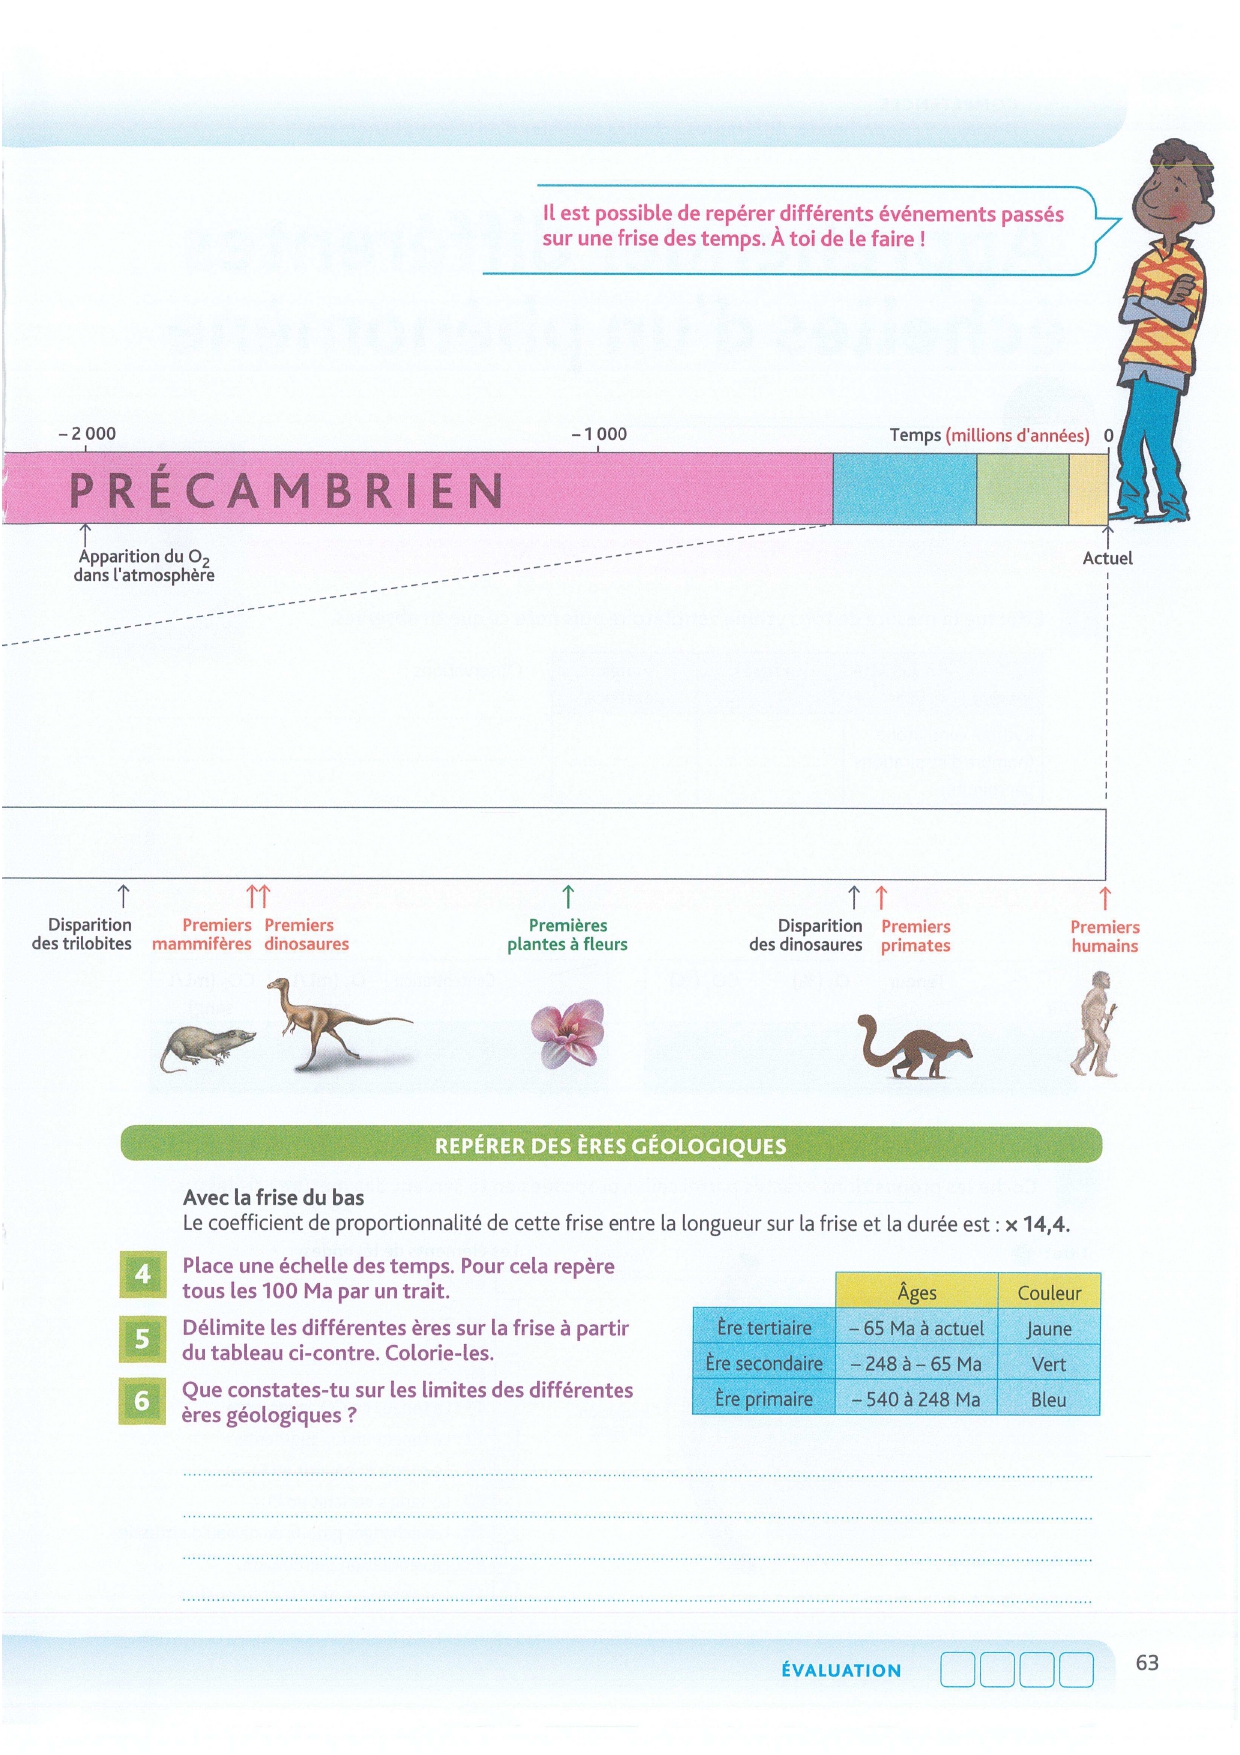 Il est possible de repérer différents événements passés
sur une frise des temps. À toi de le faire !
– 2 000
– 1 000
Temps (millions d'années)
0
PRÉCAMBRIEN
Apparition du O2
dans l'atmosphère
Actuel
Disparition
des trilobites
Premiers
mammifères
Premiers
dinosaures
Premières
plantes à fleurs
Disparition
des dinosaures
Premiers
primates
Premiers
humains
REPÉRER DES ÈRES GÉOLOGIQUES
Avec la frise du bas
Le coefficient de proportionnalité de cette frise entre la longueur sur la frise et la durée est : x 14,4.
4 Place une échelle des temps. Pour cela repère
tous les 100 Ma par un trait.
5 Délimite les différentes ères sur la frise à partir
du tableau ci-contre. Colorie-les.
6 Que constates-tu sur les limites des différentes
ères géologiques ?
Âges Couleur
Ère tertiaire – 65 Ma à actuel Jaune
Ère secondaire – 248 à – 65 Ma Vert
Ère primaire – 540 à 248 Ma Bleu
ÉVALUATION
63